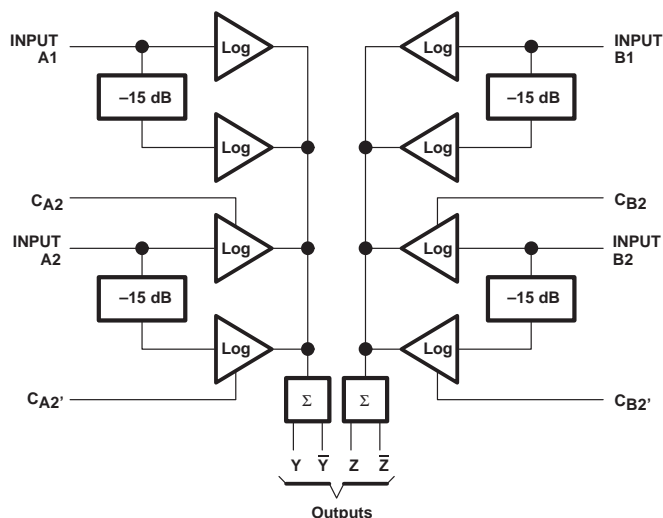 INPUT
A1
Log
Log
INPUT
B1
–15 dB
–15 dB
Log
Log
CA2
CB2
INPUT
A2
Log
Log
INPUT
B2
–15 dB
–15 dB
Log
Log
CA2'
CB2'
Σ
Σ
Y
Y̅
Z
Z̅
Outputs